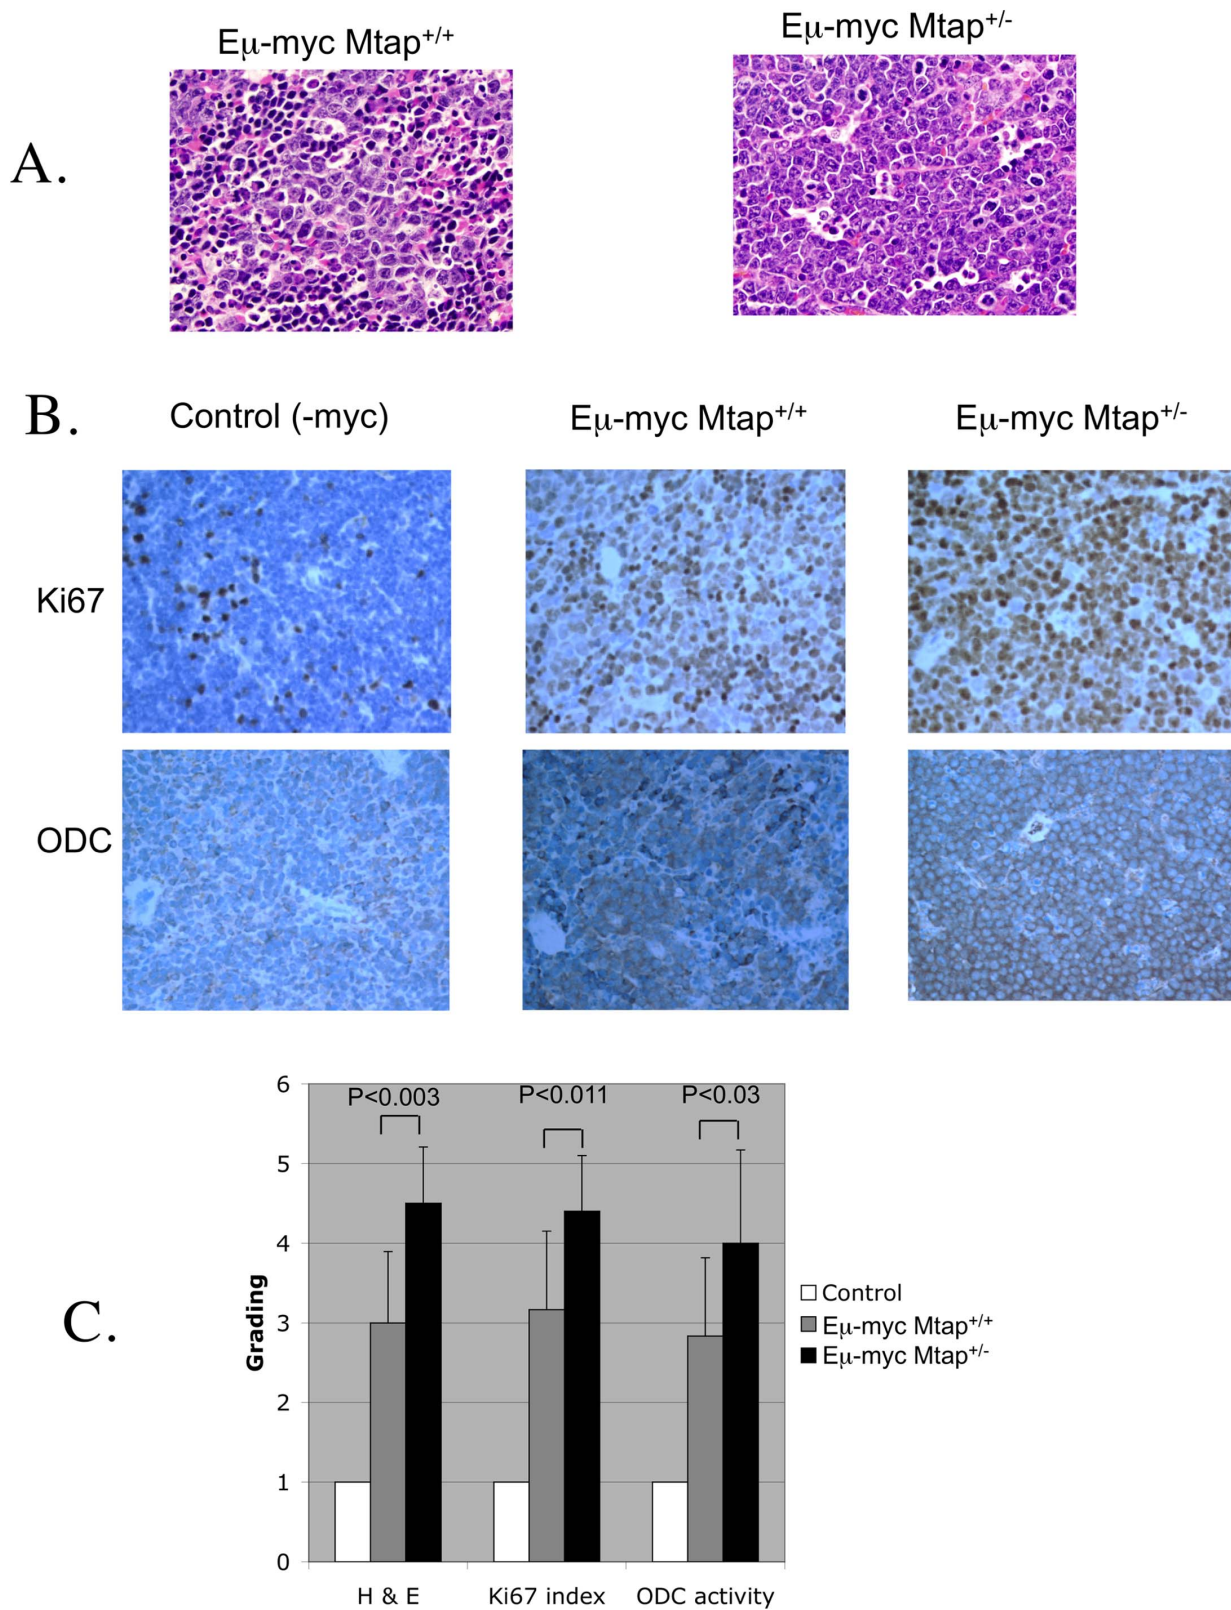 Eμ-myc Mtap+/+
Eμ-myc Mtap+/-
A.
B.
Control (-myc)
Eμ-myc Mtap+/+
Eμ-myc Mtap+/-
Ki67
ODC
C.
Grading
6
5
4
3
2
1
0
P<0.003
P<0.011
P<0.03
H & E
Ki67 index
ODC activity
Control
Eμ-myc Mtap+/+
Eμ-myc Mtap+/-